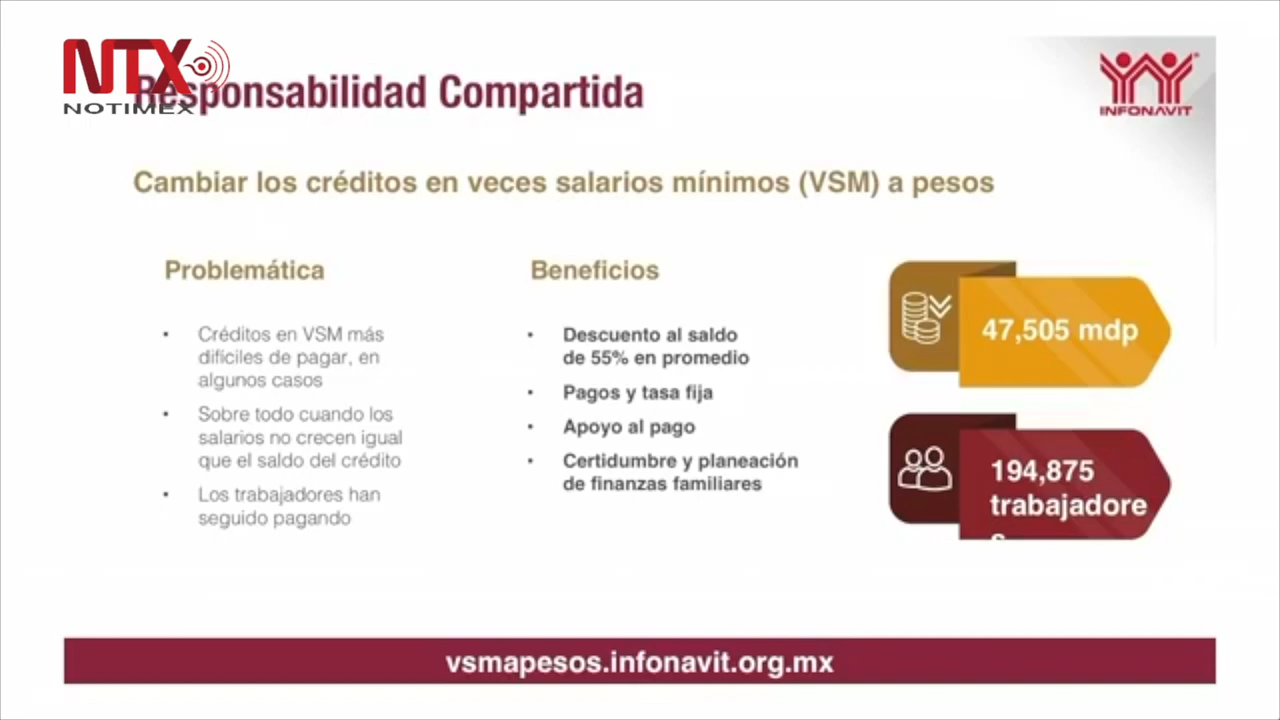 NTX
NOTIMEX
Responsabilidad Compartida
INFONAVIT
Cambiar los créditos en veces salarios mínimos (VSM) a pesos
Problemática
• Créditos en VSM más
difíciles de pagar, en
algunos casos
• Sobre todo cuando los
salarios no crecen igual
que el saldo del crédito
• Los trabajadores han
seguido pagando
Beneficios
• Descuento al saldo
de 55% en promedio
• Pagos y tasa fija
• Apoyo al pago
• Certidumbre y planeación
de finanzas familiares
47,505 mdp
194,875
trabajadore
s
vsmapesos.infonavit.org.mx